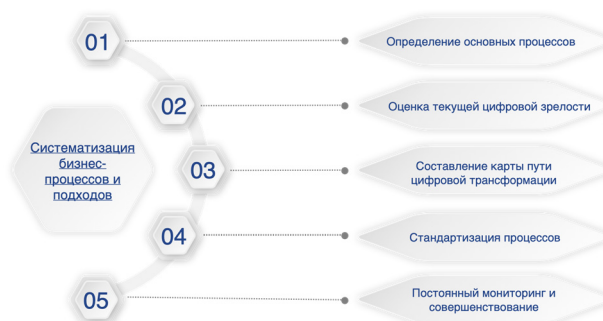 01
Определение основных процессов
02
Оценка текущей цифровой зрелости
Систематизация
бизнес-
процессов и
подходов
03
Составление карты пути
цифровой трансформации
04
Стандартизация процессов
05
Постоянный мониторинг и
совершенствование